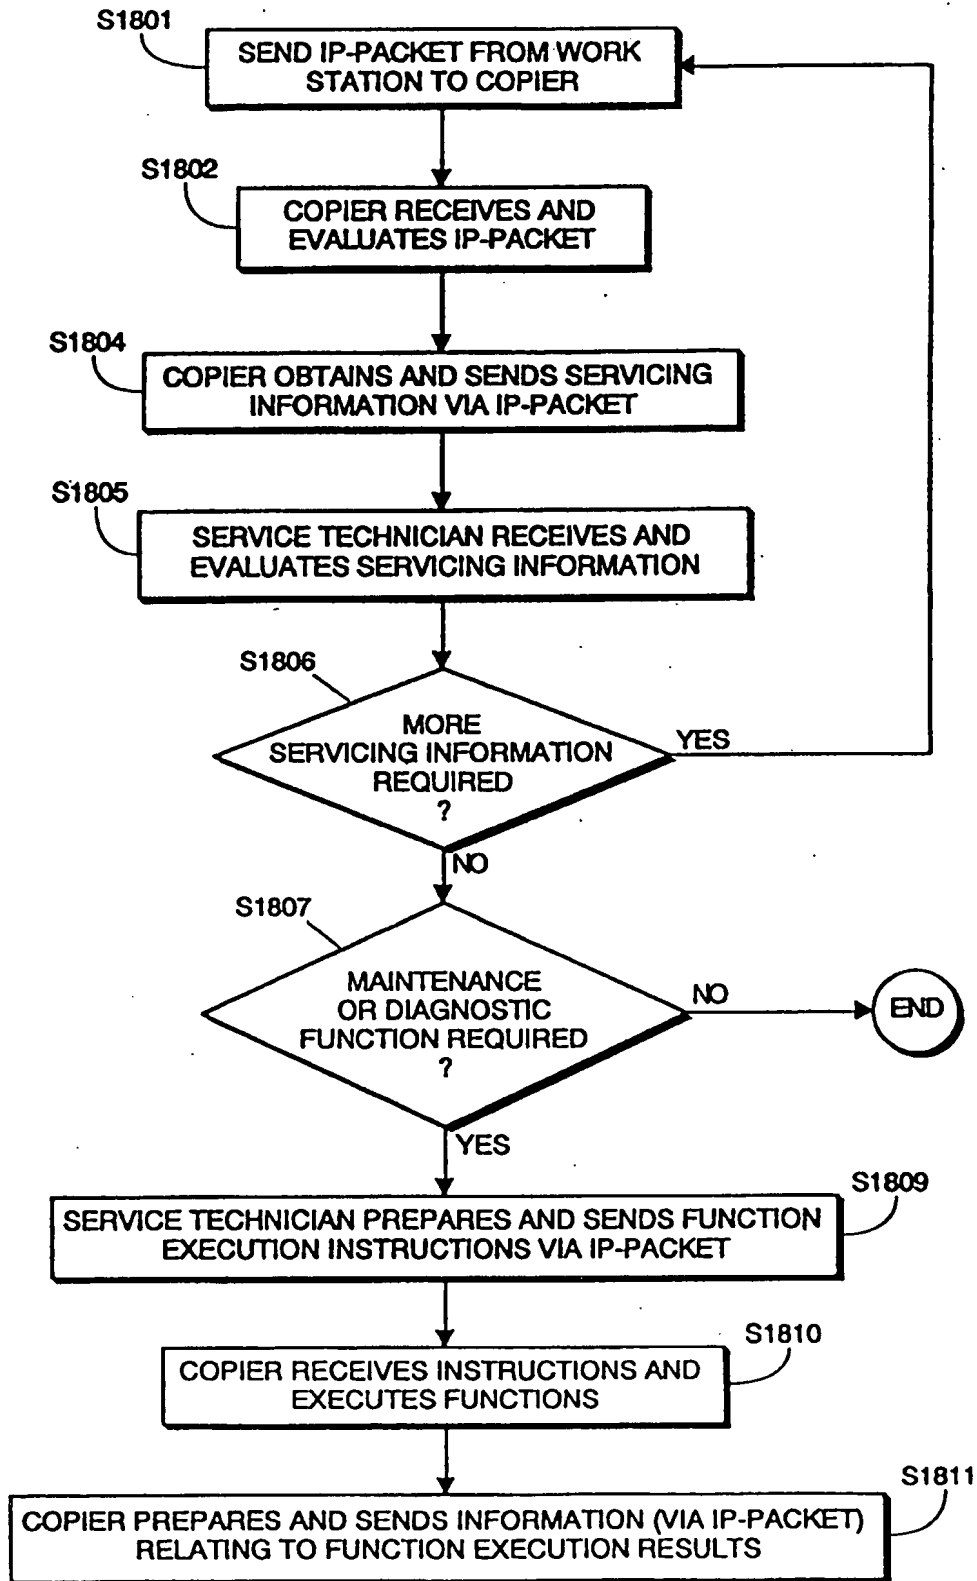 S1801
SEND IP-PACKET FROM WORK
STATION TO COPIER
S1802
COPIER RECEIVES AND
EVALUATES IP-PACKET
S1804
COPIER OBTAINS AND SENDS SERVICING
INFORMATION VIA IP-PACKET
S1805
SERVICE TECHNICIAN RECEIVES AND
EVALUATES SERVICING INFORMATION
S1806
MORE
SERVICING INFORMATION
REQUIRED
?
YES
NO
S1807
MAINTENANCE
OR DIAGNOSTIC
FUNCTION REQUIRED
?
NO
END
YES
S1809
SERVICE TECHNICIAN PREPARES AND SENDS FUNCTION
EXECUTION INSTRUCTIONS VIA IP-PACKET
S1810
COPIER RECEIVES INSTRUCTIONS AND
EXECUTES FUNCTIONS
S1811
COPIER PREPARES AND SENDS INFORMATION (VIA IP-PACKET)
RELATING TO FUNCTION EXECUTION RESULTS